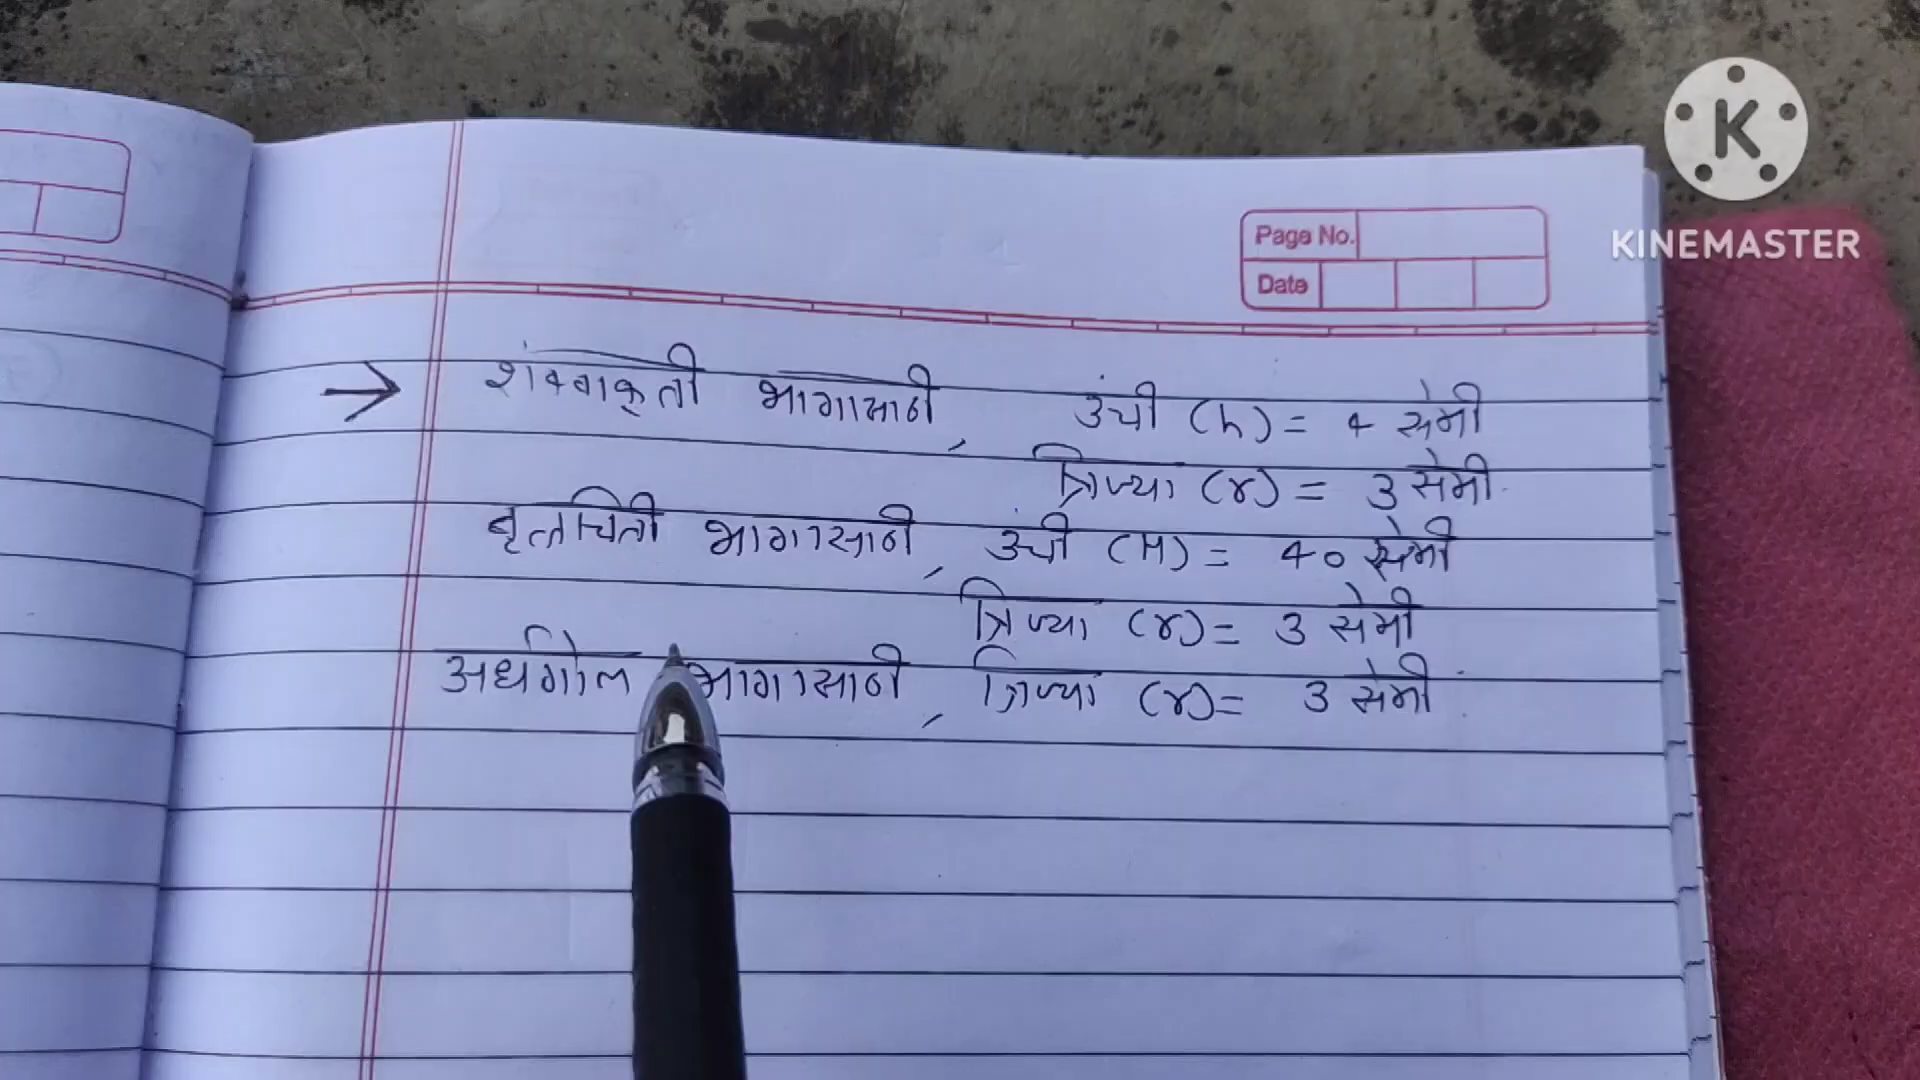 K
KINEMASTER
Page No.
Date
शंक्वाकृती भागासाठी, उंची (h) = 4 सेमी
त्रिज्या (r) = 3 सेमी.
वृत्तचिती भागासाठी, उंची (H) = 40 सेमी
त्रिज्या (r) = 3 सेमी
अर्धगोल भागासाठी, त्रिज्या (r) = 3 सेमी.